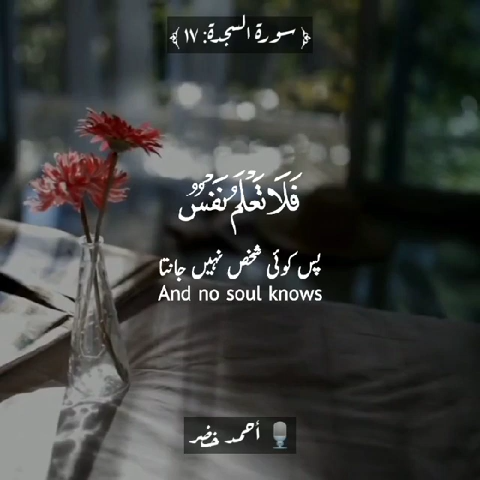 ﴿ سورة السجدة: ١٧ ﴾
فَلَا تَعْلَمُ نَفْسٌ
پس کوئی شخص نہیں جانتا
And no soul knows
أحمد خضر